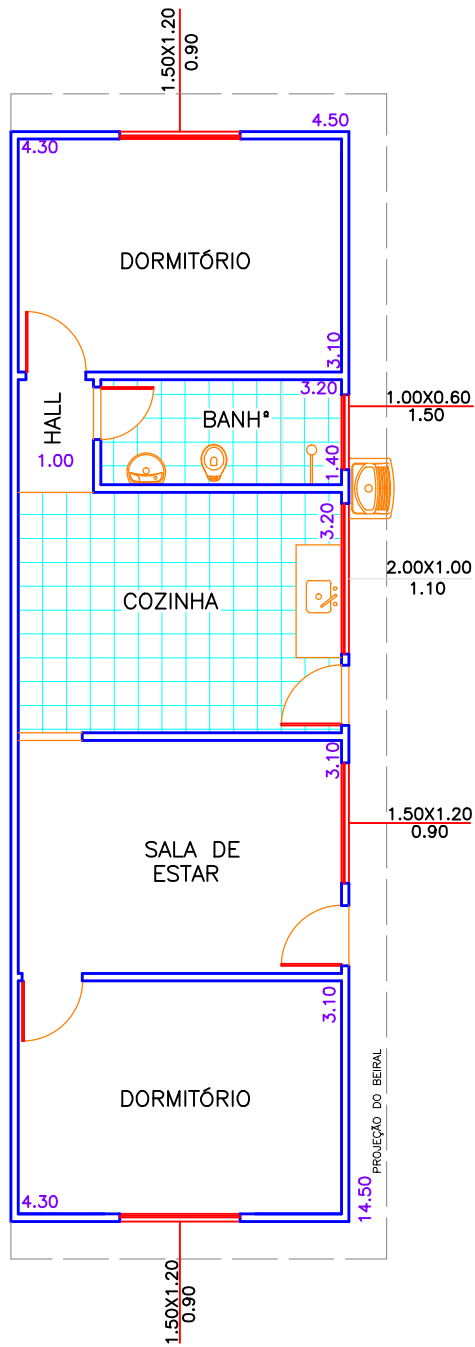 1.50X1.20
0.90
4.50
4.30
DORMITÓRIO
3.10
3.20
1.00X0.60
1.50
BANHº
HALL
1.00
1.40
3.20
2.00X1.00
1.10
COZINHA
3.10
1.50X1.20
0.90
SALA DE
ESTAR
3.10
DORMITÓRIO
PROJEÇÃO DO BEIRAL
4.30
14.50
1.50X1.20
0.90